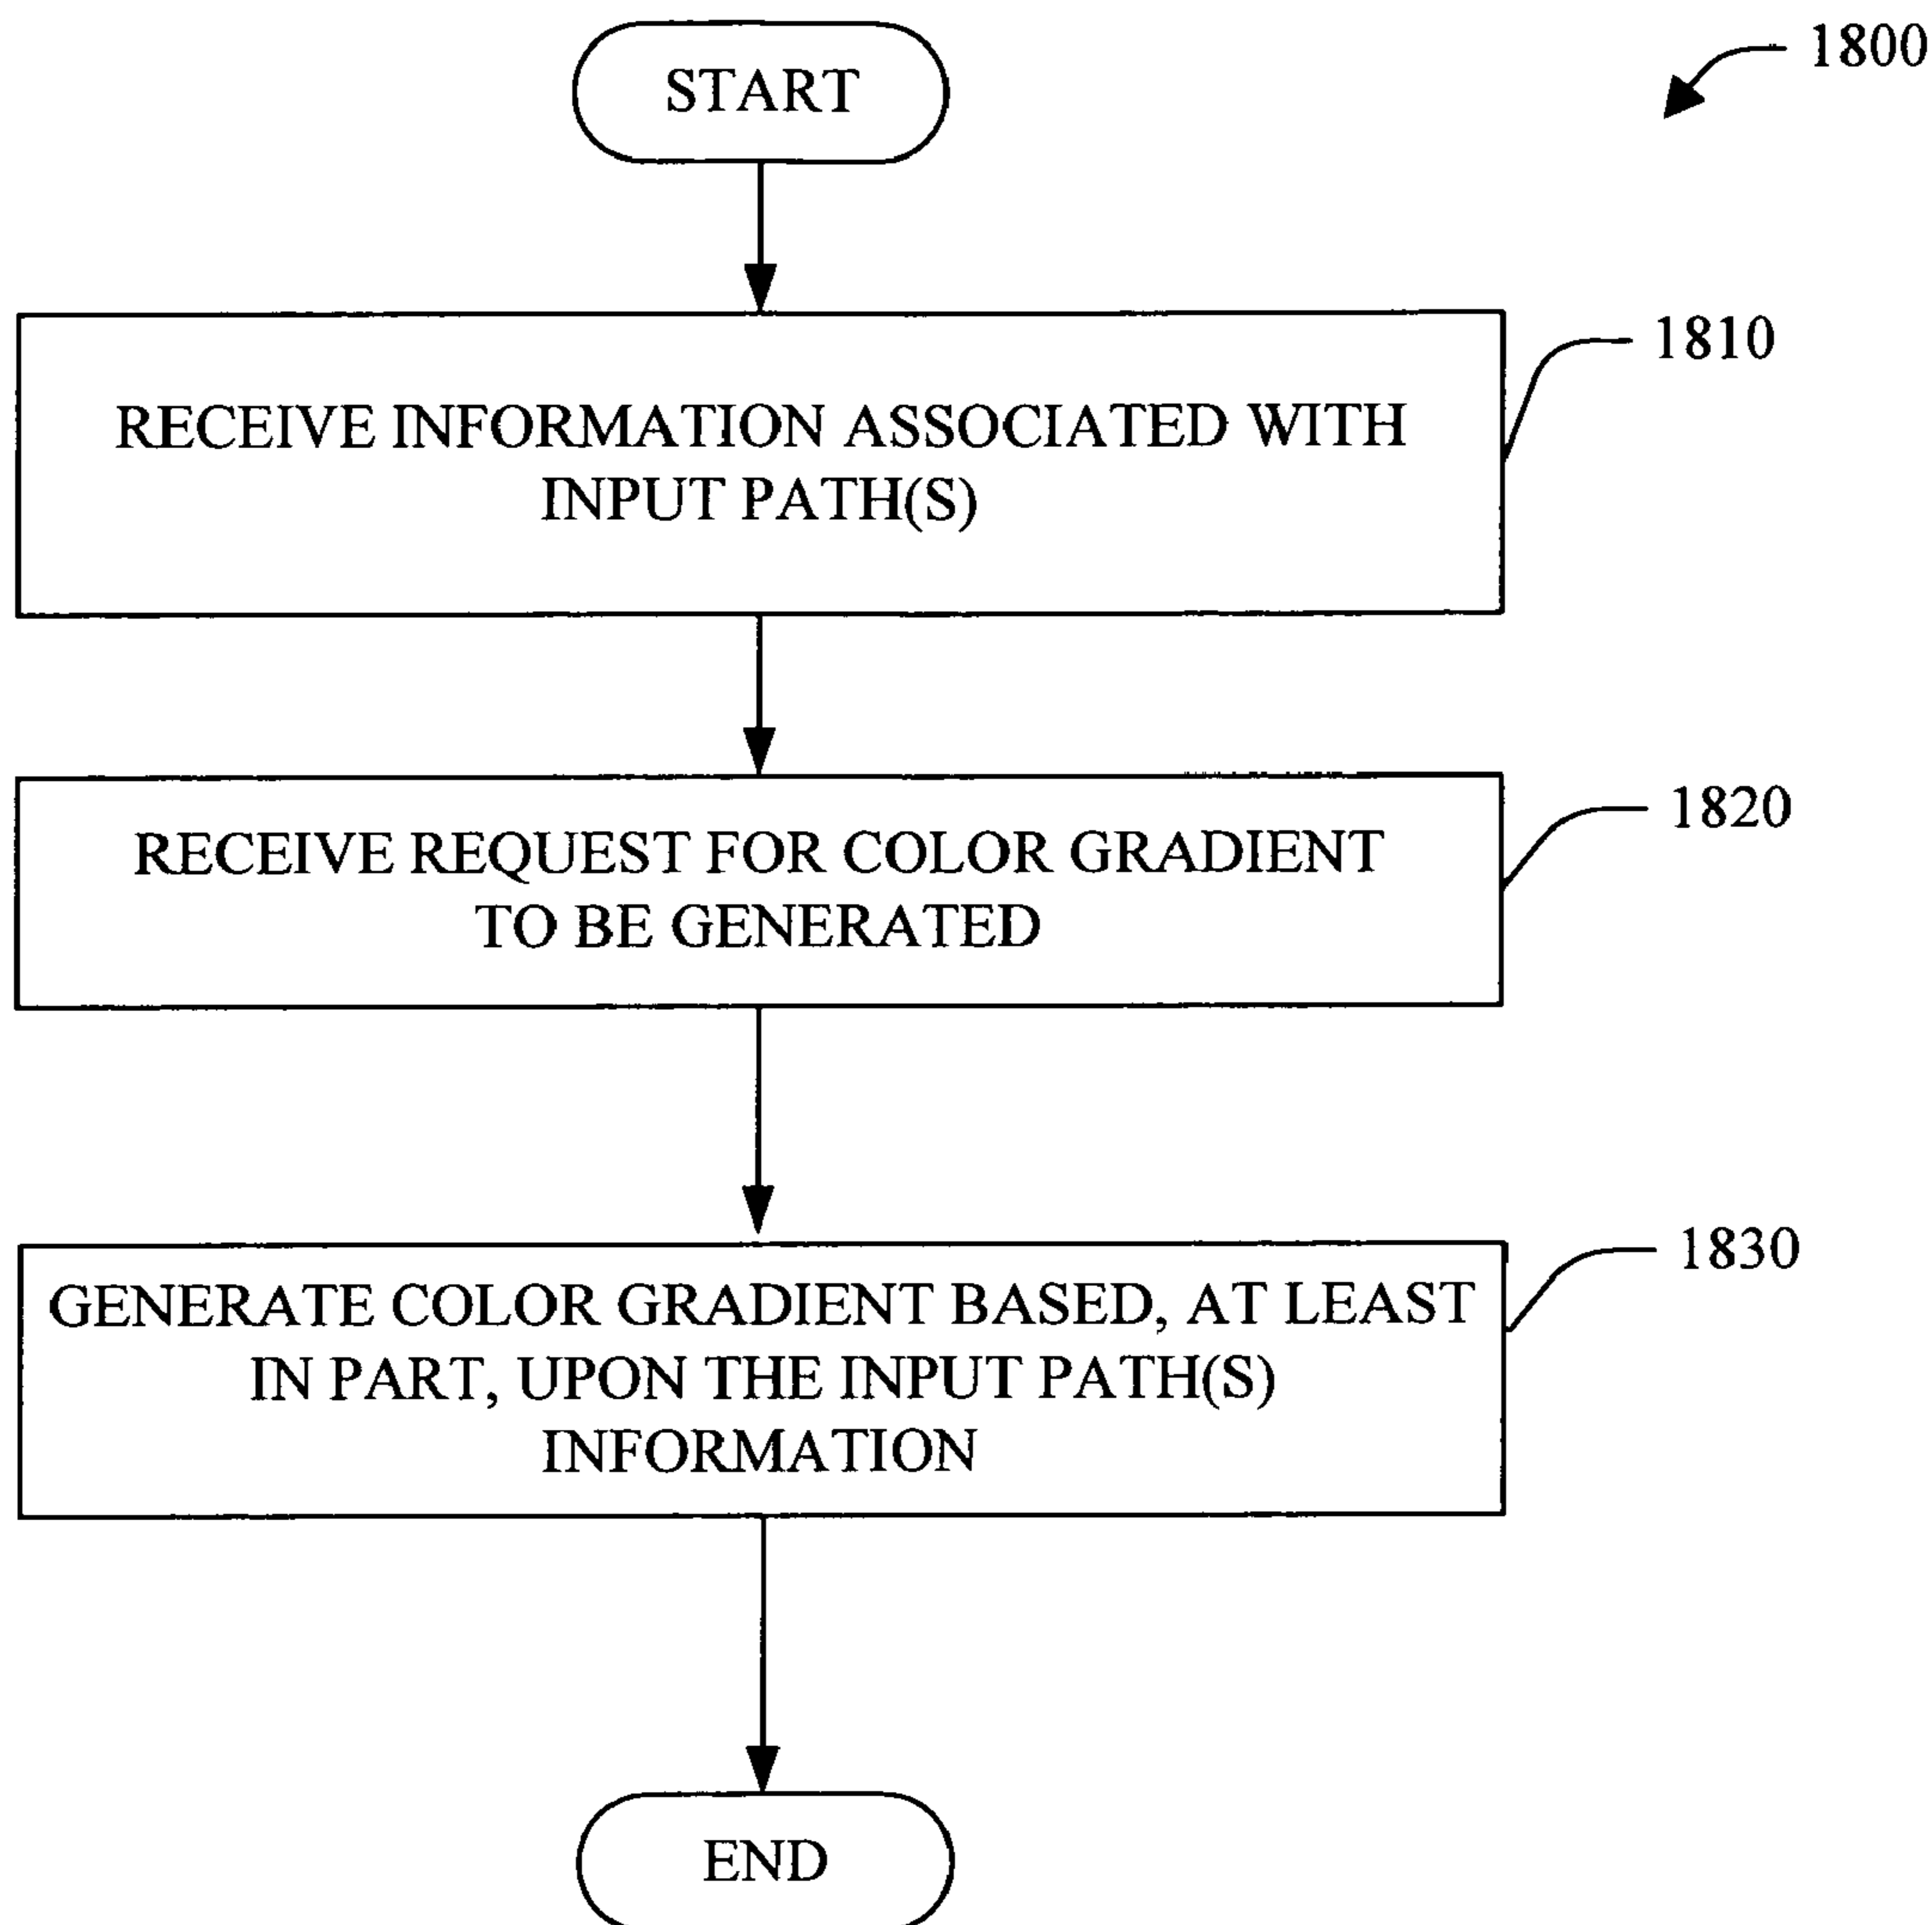 START
1800
RECEIVE INFORMATION ASSOCIATED WITH
INPUT PATH(S)
1810
RECEIVE REQUEST FOR COLOR GRADIENT
TO BE GENERATED
1820
GENERATE COLOR GRADIENT BASED, AT LEAST
IN PART, UPON THE INPUT PATH(S)
INFORMATION
1830
END